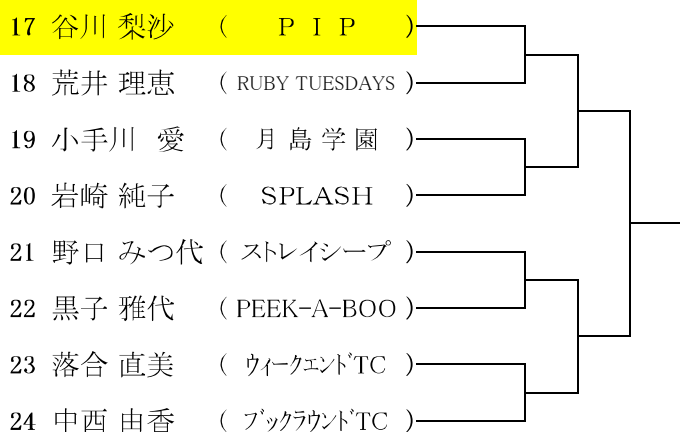 17 谷川 梨沙 ( P I P )
18 荒井 理恵 ( RUBY TUESDAYS )
19 小手川 愛 ( 月島学園 )
20 岩崎 純子 ( SPLASH )
21 野口 みつ代 ( ストレイシープ )
22 黒子 雅代 ( PEEK-A-BOO )
23 落合 直美 ( ウィークエンドTC )
24 中西 由香 ( ブックラウンドTC )